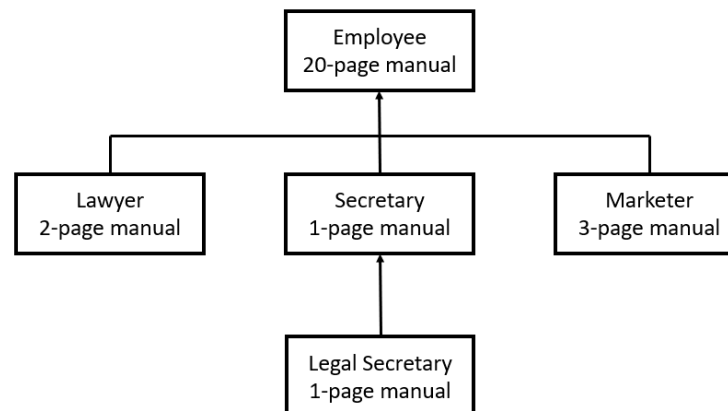 Employee
20-page manual
Lawyer
2-page manual
Secretary
1-page manual
Marketer
3-page manual
Legal Secretary
1-page manual